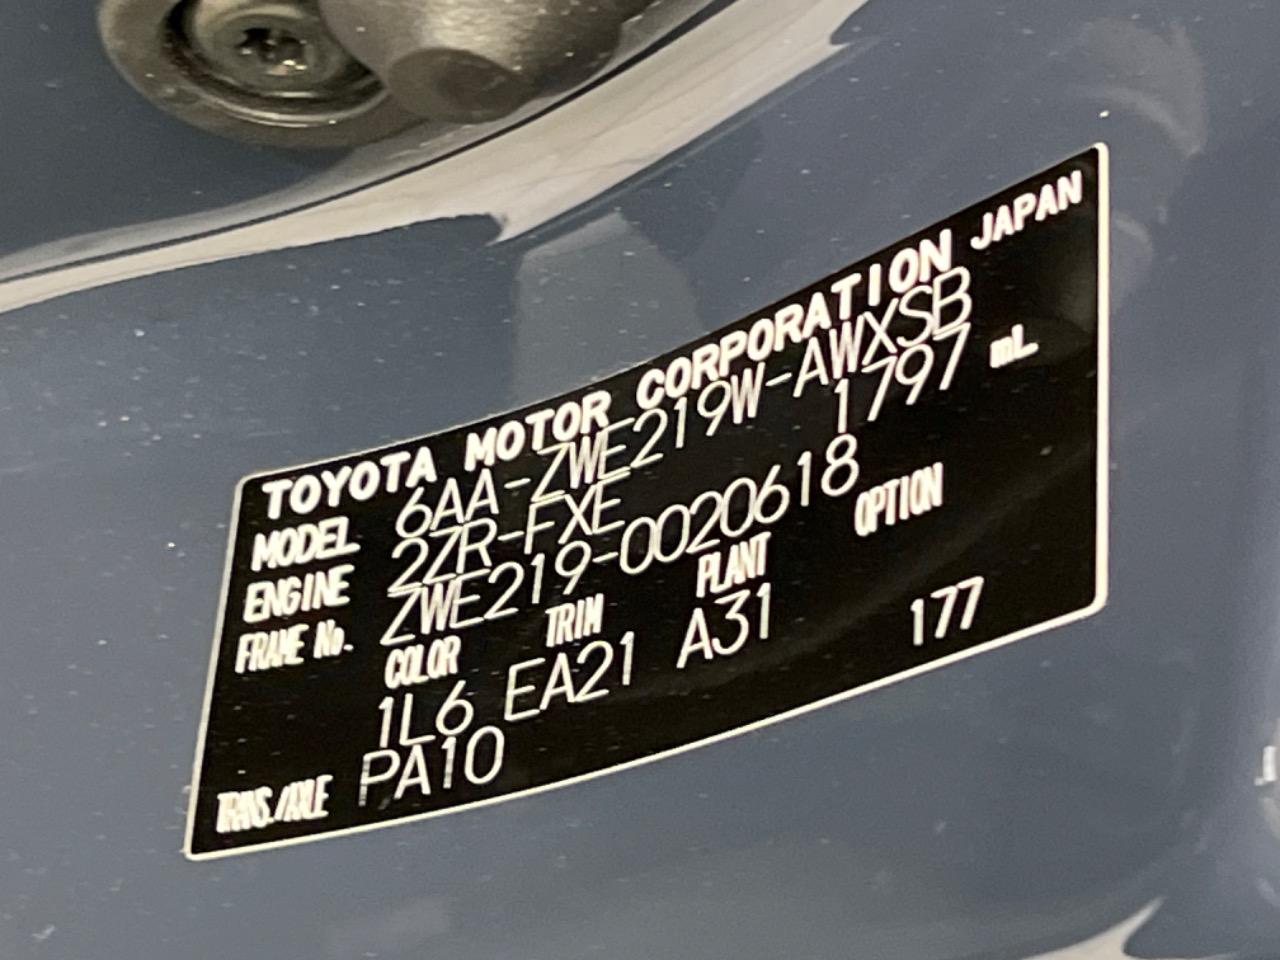 TOYOTA MOTOR CORPORATION JAPAN
MODEL 6AA-ZWE219W-AWXSB
ENGINE 2ZR-FXE 1797 mL
FRAME No. ZWE219-0020618
COLOR TRIM PLANT OPTION
1L6 EA21 A31 177
TRANS./AXLE PA10